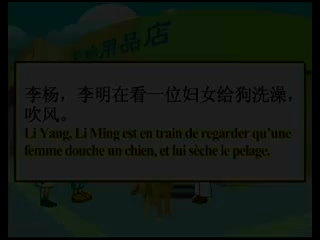 用品店
李杨，李明在看一位妇女给狗洗澡，
吹风。
Li Yang, Li Ming est en train de regarder qu'une
femme douche un chien, et lui sèche le pelage.